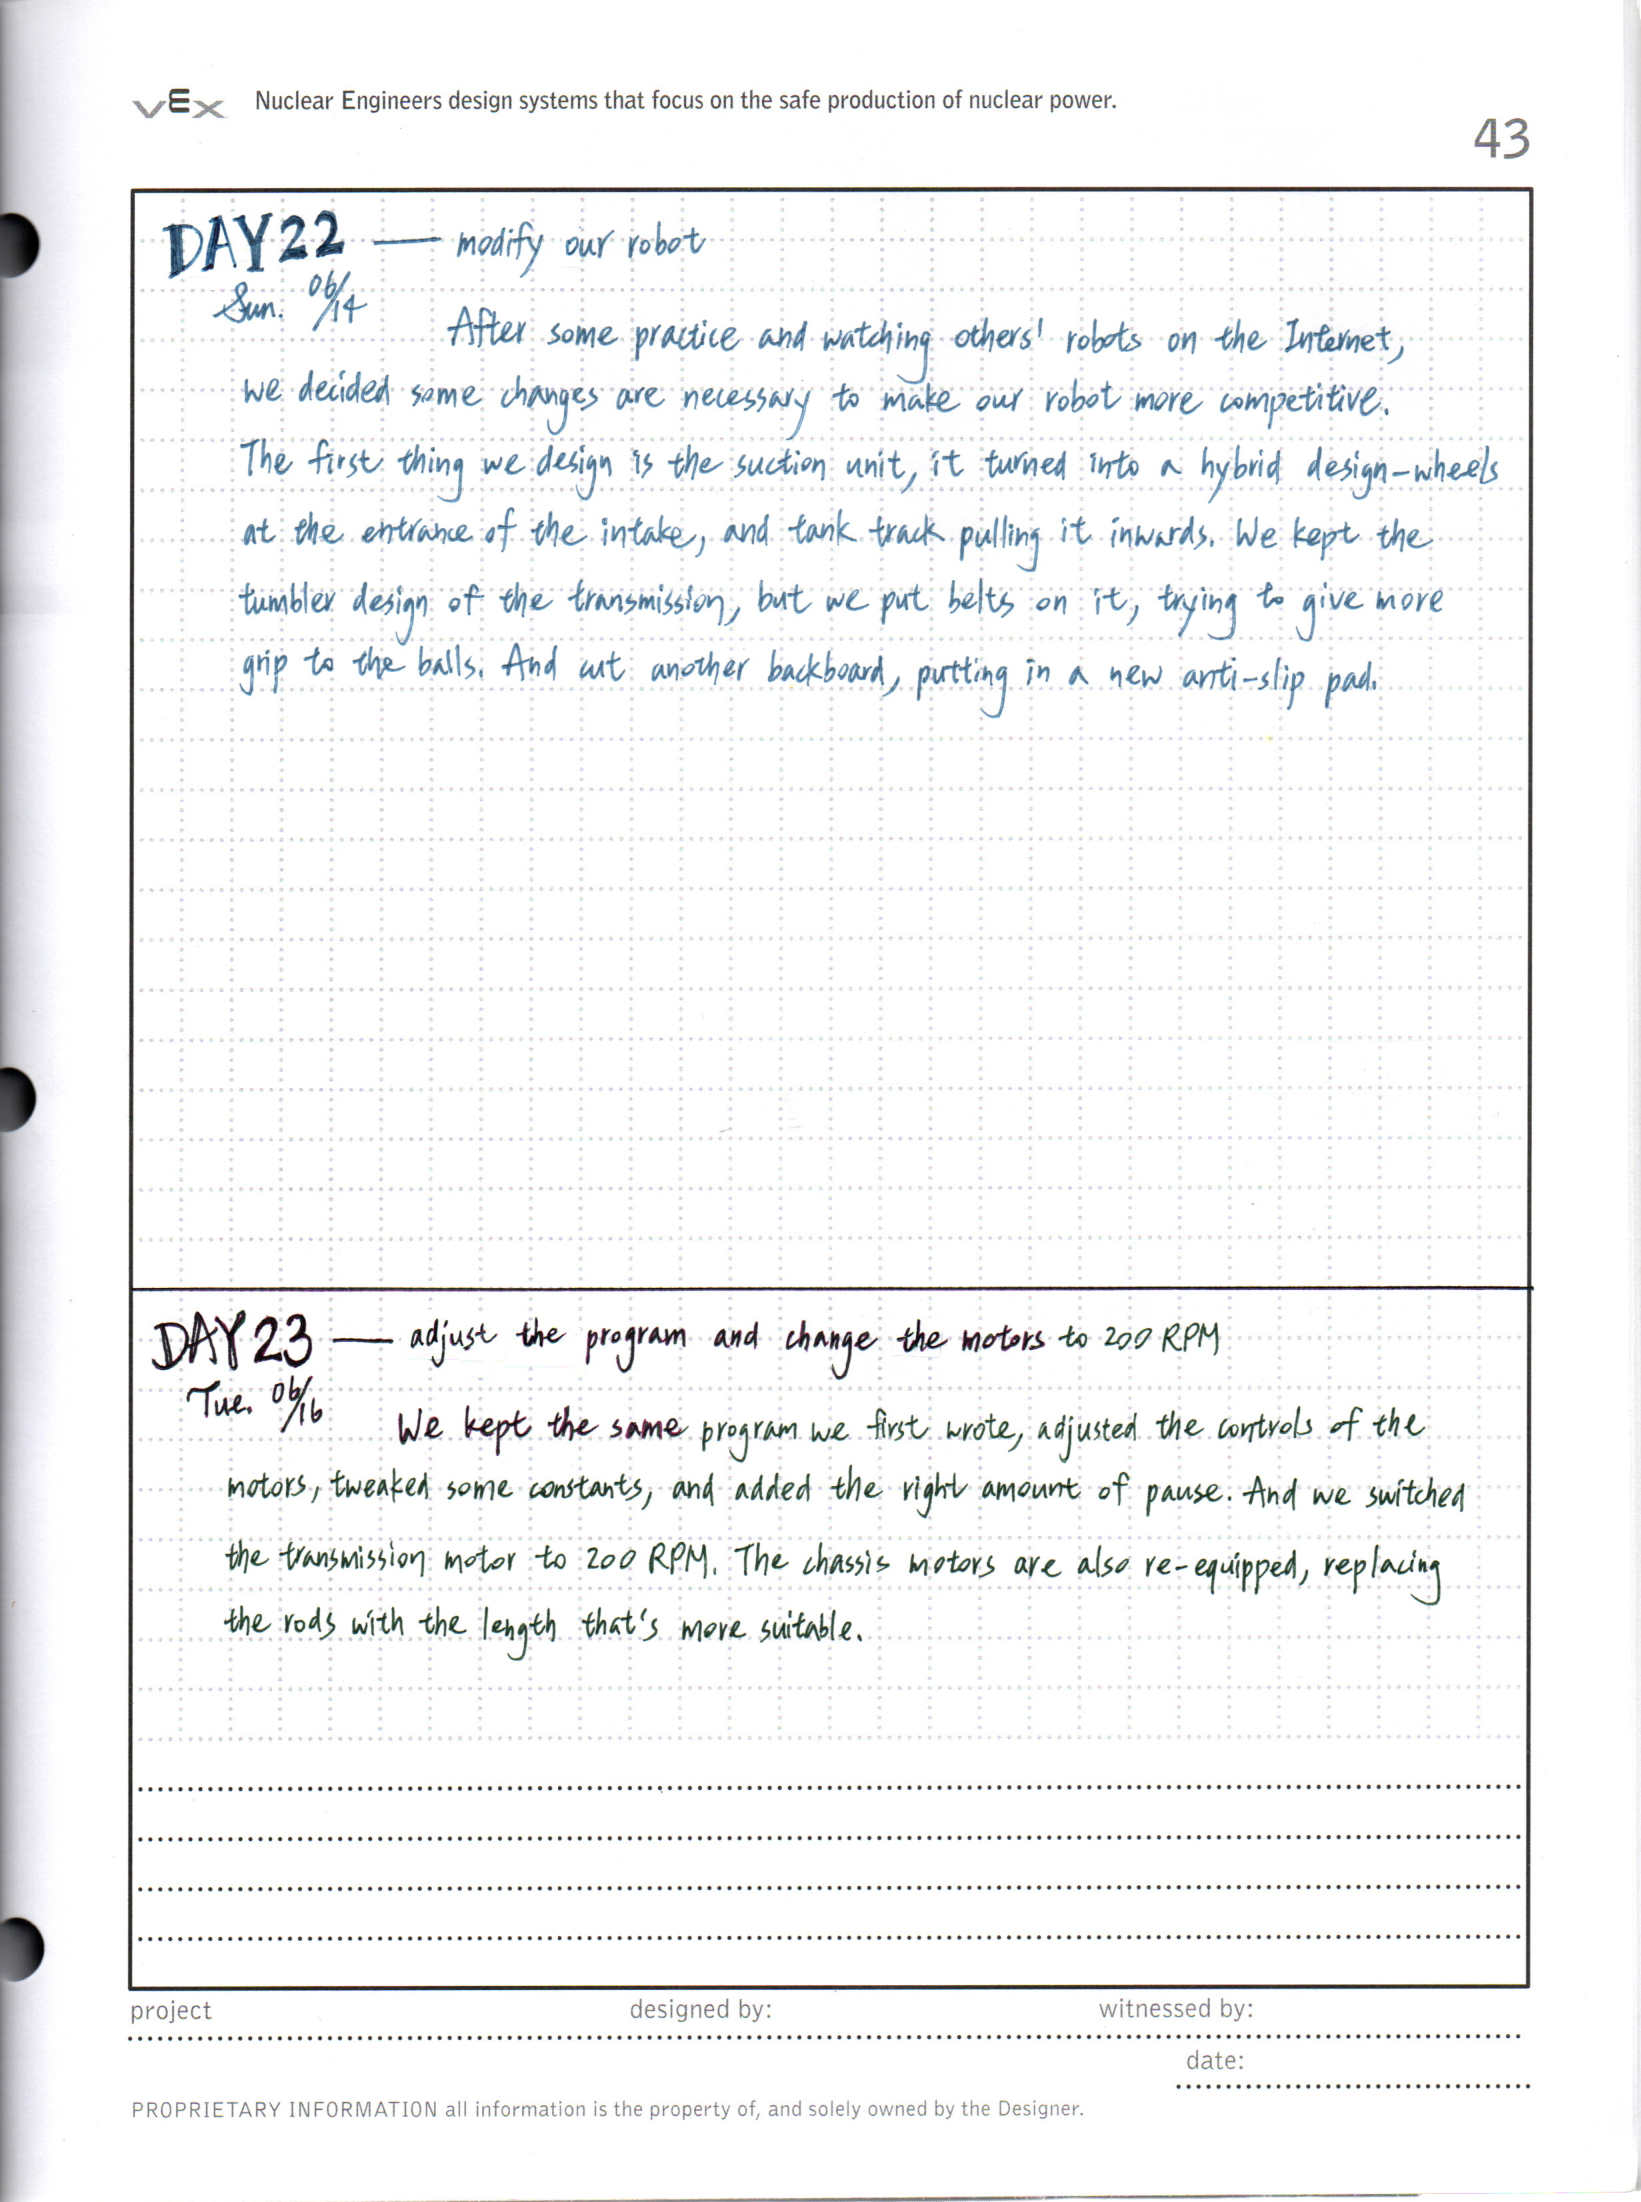 VEX Nuclear Engineers design systems that focus on the safe production of nuclear power.
43
DAY22 — modify our robot
Sun. 06/14
After some practice and watching others' robots on the Internet,
we decided some changes are necessary to make our robot more competitive.
The first thing we design is the suction unit, it turned into a hybrid design-wheels
at the entrance of the intake, and tank track pulling it inwards. We kept the
tumbler design of the transmission, but we put belts on it, trying to give more
grip to the balls. And cut another backboard, putting in a new anti-slip pad.
DAY23 — adjust the program and change the motors to 200 RPM
Tue. 06/16
We kept the same program we first wrote, adjusted the controls of the
motors, tweaked some constants, and added the right amount of pause. And we switched
the transmission motor to 200 RPM. The chassis motors are also re-equipped, replacing
the rods with the length that's more suitable.
project designed by: witnessed by:
date:
PROPRIETARY INFORMATION all information is the property of, and solely owned by the Designer.